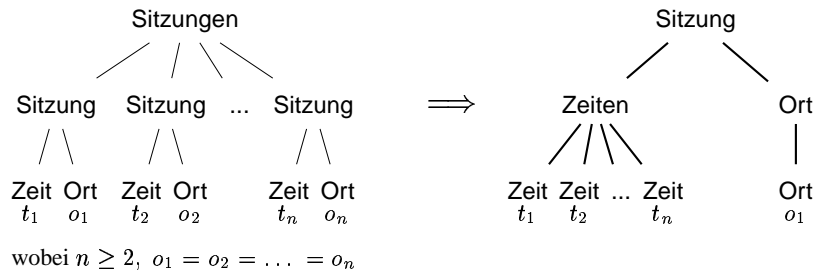 Sitzungen Sitzung
Sitzung Sitzung ... Sitzung ⟹ Zeiten Ort
Zeit Ort Zeit Ort Zeit Ort Zeit Zeit ... Zeit Ort
t₁ o₁ t₂ o₂ tₙ oₙ t₁ t₂ tₙ o₁
wobei n ≥ 2, o₁ = o₂ = . . . = oₙ